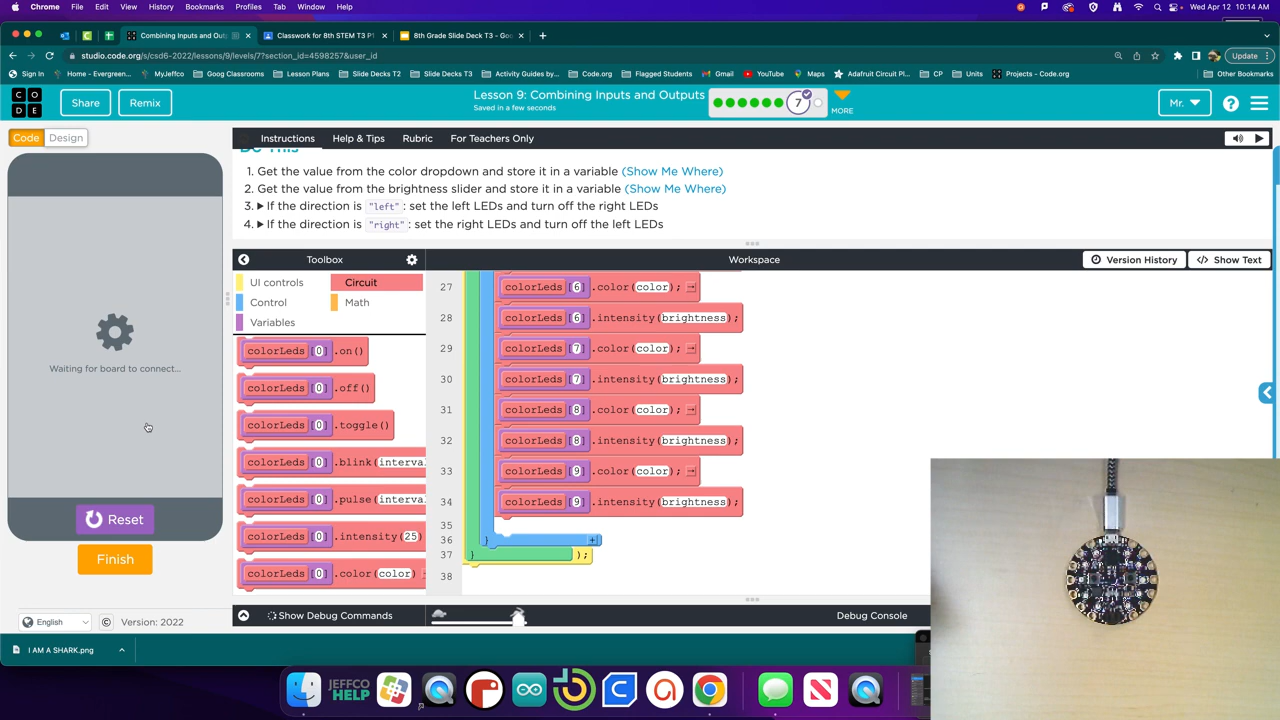 Chrome File Edit View History Bookmarks Profiles Tab Window Help Wed Apr 12 10:14 AM
Combining Inputs and Outp Classwork for 8th STEM T3 P1 8th Grade Slide Deck T3 - Goo
studio.code.org/s/csd6-2022/lessons/9/levels/7?section_id=4598257&user_id Update
Sign In Home - Evergreen... MyJeffco Goog Classrooms Lesson Plans Slide Decks T2 Slide Decks T3 Activity Guides by... Code.org Flagged Students Gmail YouTube Maps Adafruit Circuit Pl... CP Units Projects - Code.org Other Bookmarks
C O D E Share Remix Lesson 9: Combining Inputs and Outputs 7 MORE Mr. ?
Saved in a few seconds
Code Design Instructions Help & Tips Rubric For Teachers Only
Do This
1. Get the value from the color dropdown and store it in a variable (Show Me Where)
2. Get the value from the brightness slider and store it in a variable (Show Me Where)
3. If the direction is "left": set the left LEDs and turn off the right LEDs
4. If the direction is "right": set the right LEDs and turn off the left LEDs
Toolbox Workspace Version History </> Show Text
UI controls Circuit
Control Math
Variables
Waiting for board to connect...
Reset
Finish
colorLeds [0] .on()
colorLeds [0] .off()
colorLeds [0] .toggle()
colorLeds [0] .blink(interva
colorLeds [0] .pulse(interva
colorLeds [0] .intensity(25)
colorLeds [0] .color(color)
27 colorLeds [6] .color(color);
28 colorLeds [6] .intensity(brightness);
29 colorLeds [7] .color(color);
30 colorLeds [7] .intensity(brightness);
31 colorLeds [8] .color(color);
32 colorLeds [8] .intensity(brightness);
33 colorLeds [9] .color(color);
34 colorLeds [9] .intensity(brightness);
35
36 } +
37 } );
38
Show Debug Commands Debug Console
English © Version: 2022
I AM A SHARK.png
JEFFCO
HELP